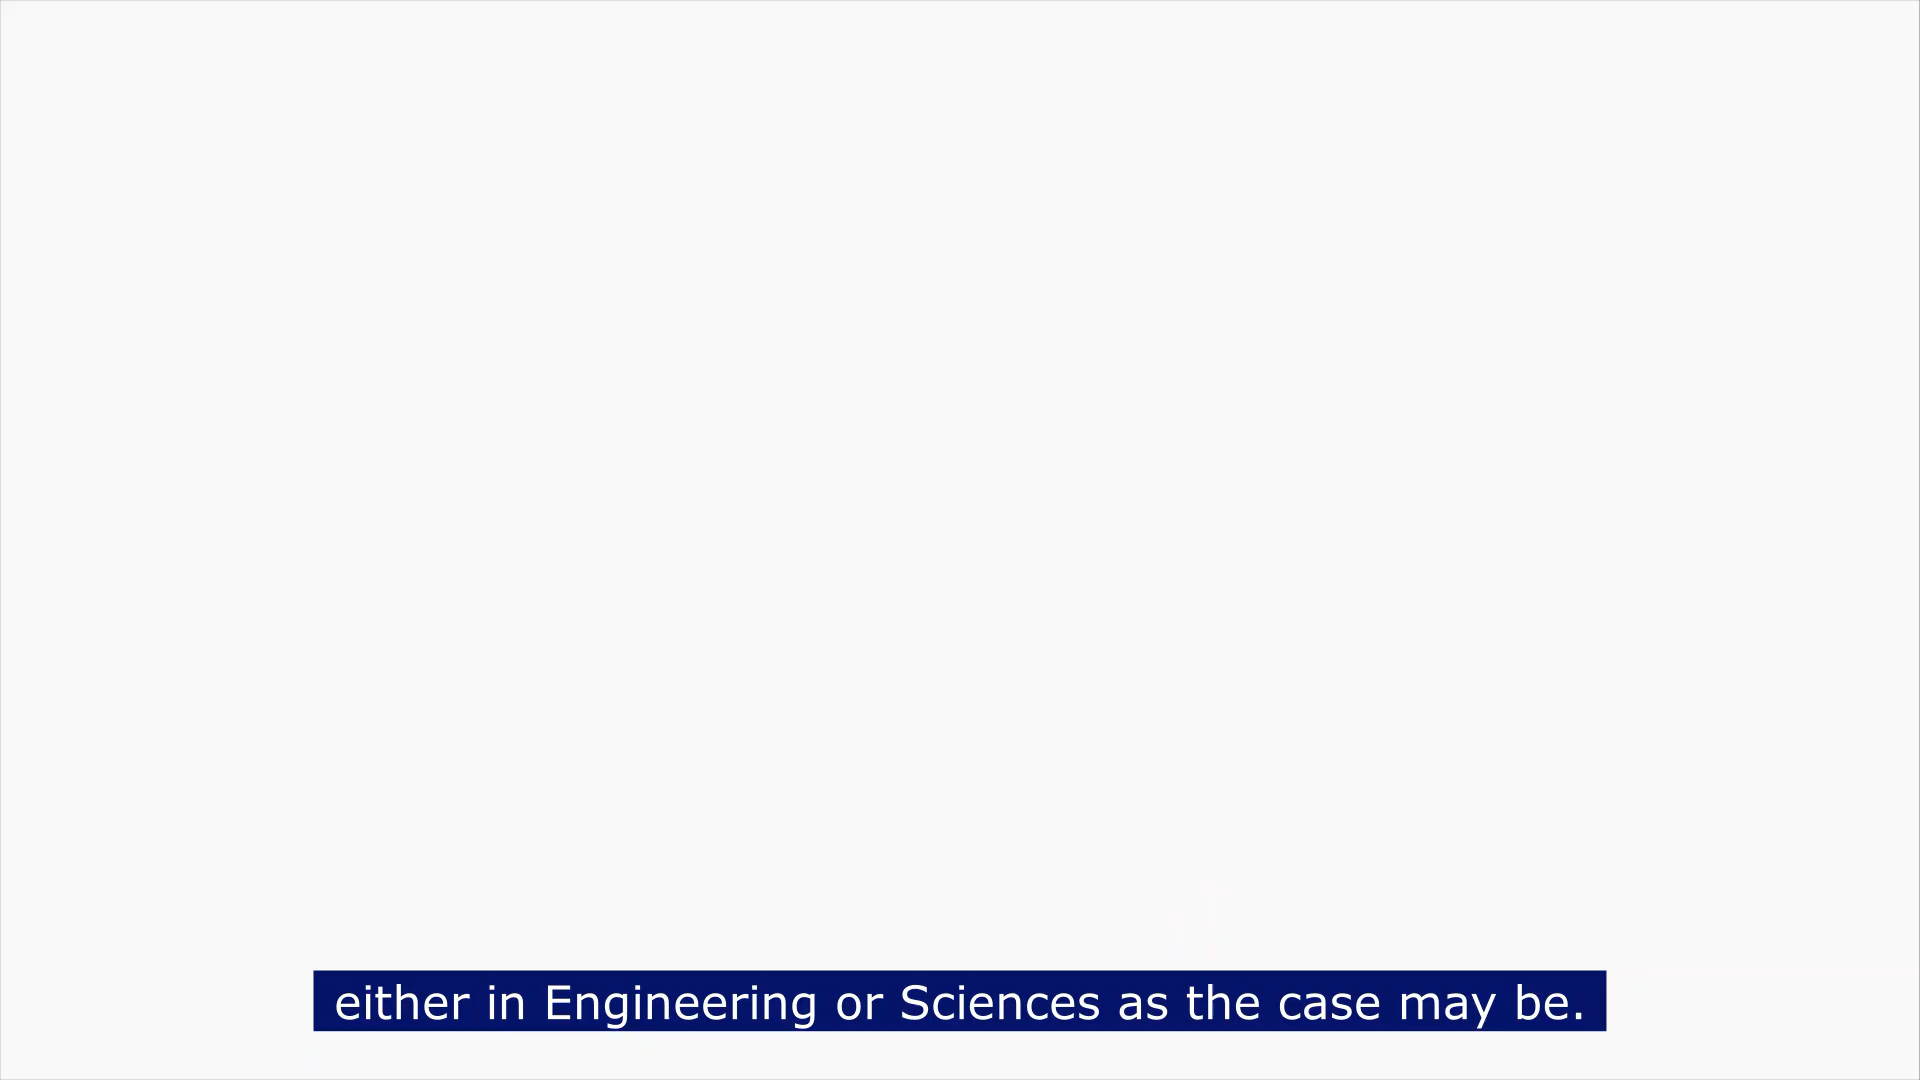 either in Engineering or Sciences as the case may be.